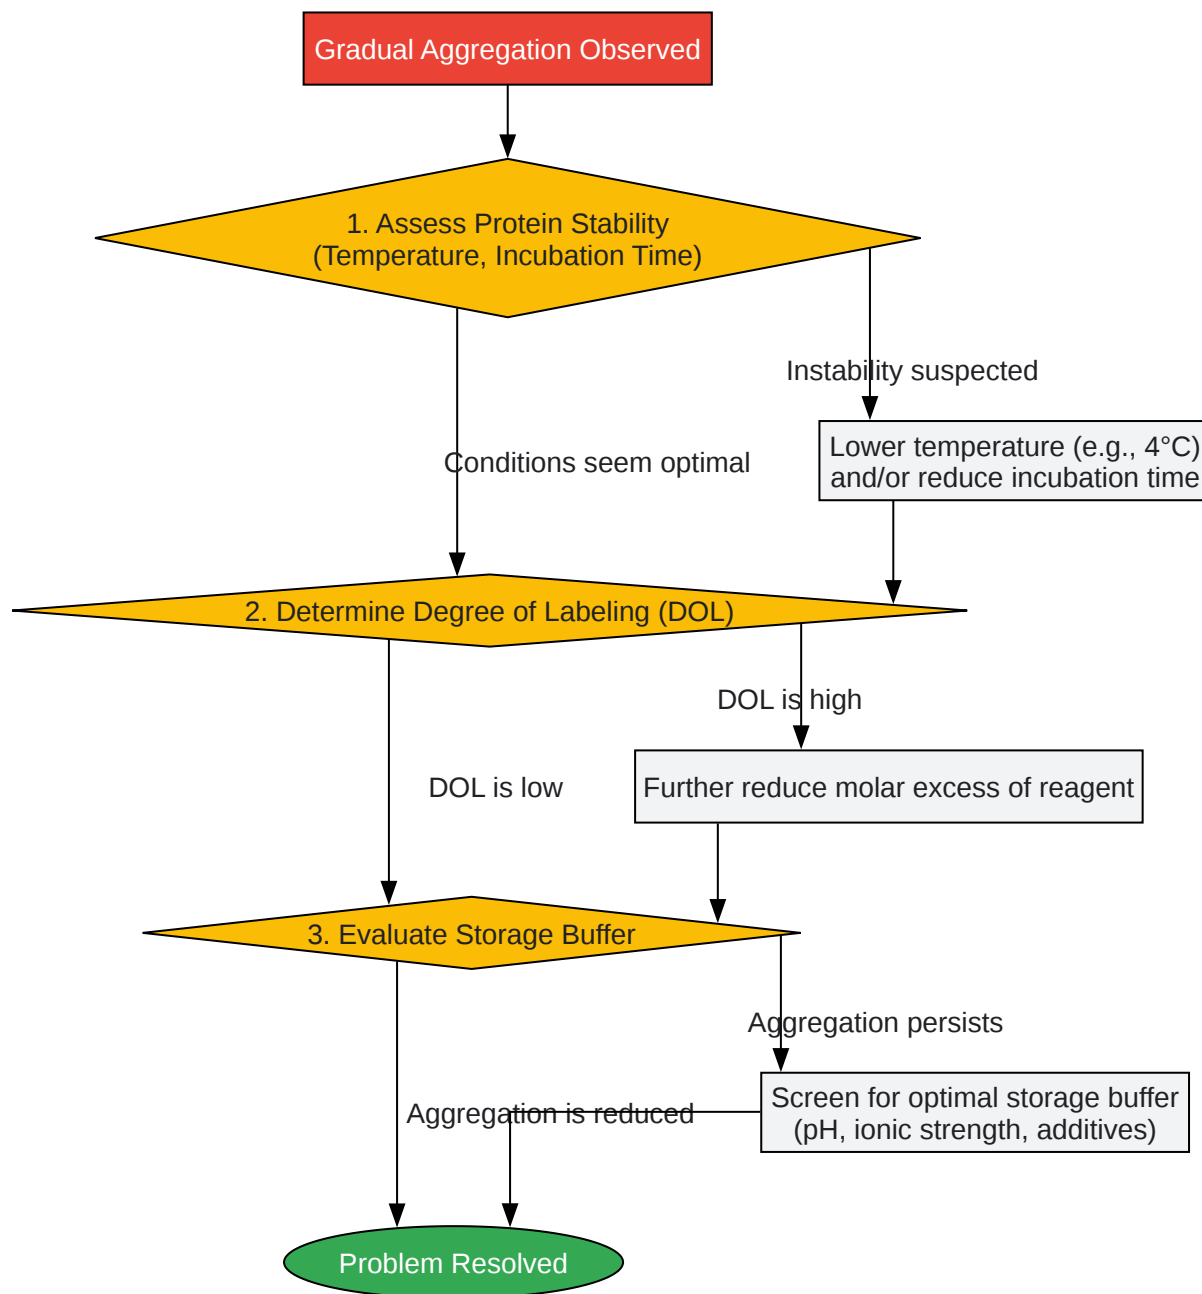 Gradual Aggregation Observed
1. Assess Protein Stability
(Temperature, Incubation Time)
Instability suspected
Lower temperature (e.g., 4°C)
and/or reduce incubation time
Conditions seem optimal
2. Determine Degree of Labeling (DOL)
DOL is high
Further reduce molar excess of reagent
DOL is low
3. Evaluate Storage Buffer
Aggregation persists
Screen for optimal storage buffer
(pH, ionic strength, additives)
Aggregation is reduced
Problem Resolved